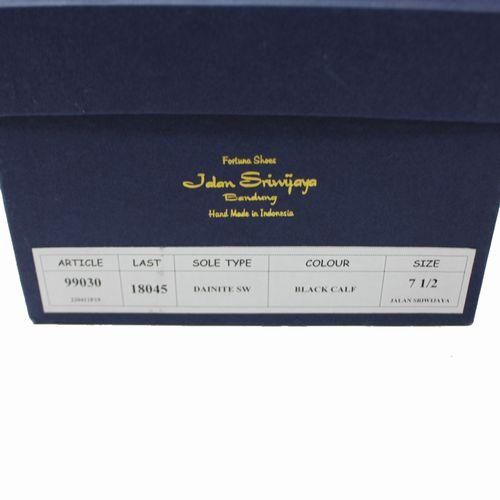 Fortuna Shoes
Jalan Sriwijaya
Bandung
Hand Made in Indonesia
ARTICLE LAST SOLE TYPE COLOUR SIZE
99030 18045 DAINITE SW BLACK CALF 7 1/2
JALAN SRIWIJAYA